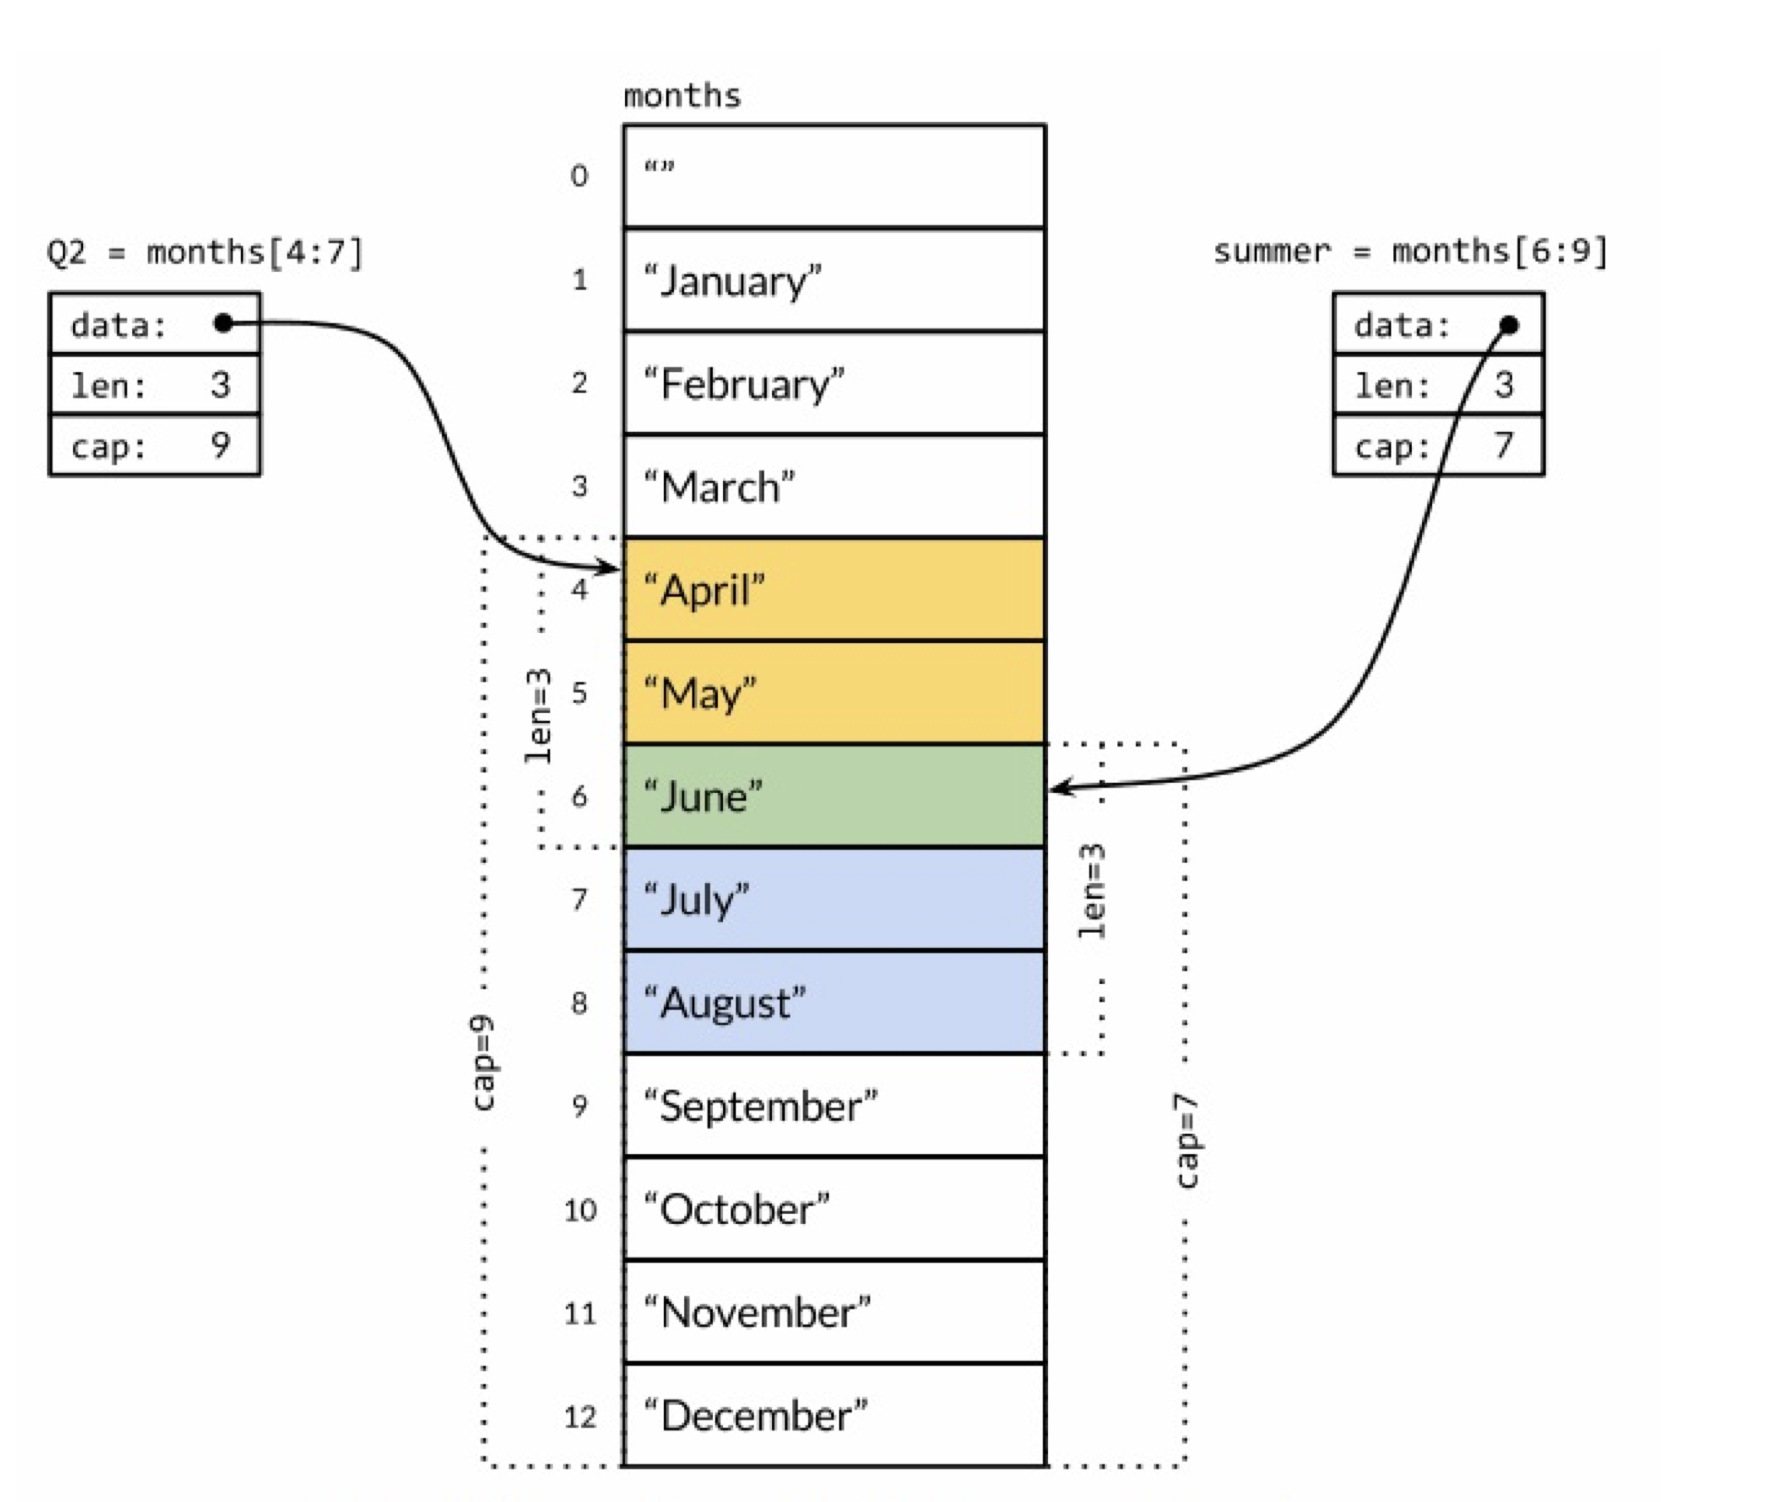 months
0 “”
Q2 = months[4:7]
data:
len: 3
cap: 9
summer = months[6:9]
data:
len: 3
cap: 7
1 “January”
2 “February”
3 “March”
4 “April”
5 “May”
6 “June”
7 “July”
8 “August”
9 “September”
10 “October”
11 “November”
12 “December”
len=3
cap=9
len=3
cap=7